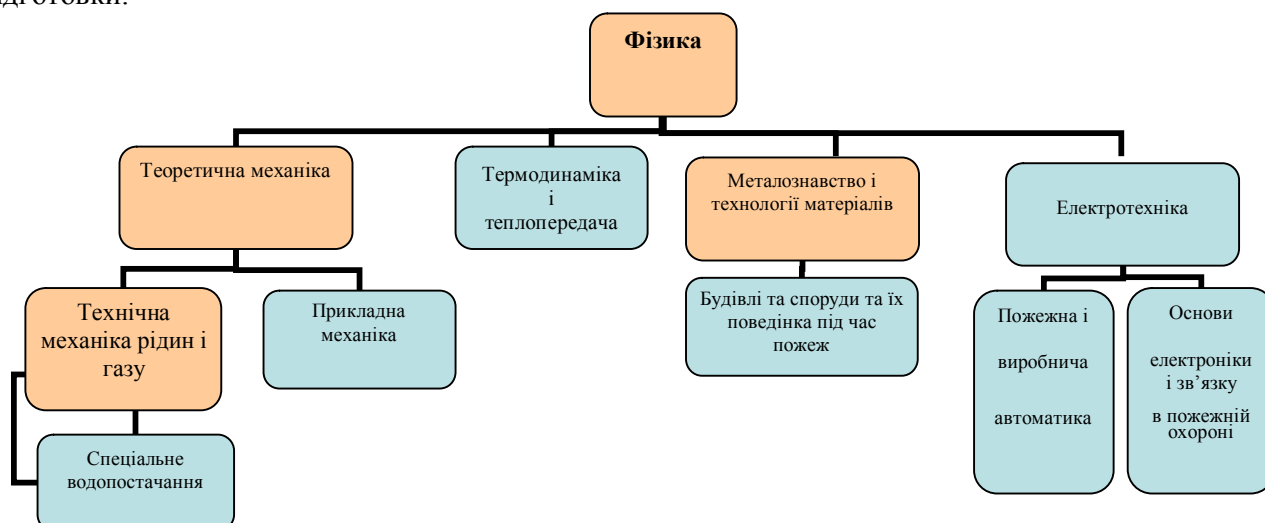 Фізика
Теоретична механіка
Термодинаміка
і
теплопередача
Металознавство і
технології матеріалів
Електротехніка
Технічна
механіка рідин і
газу
Прикладна
механіка
Будівлі та споруди та їх
поведінка під час
пожеж
Пожежна і
виробнича
автоматика
Основи
електроніки
і зв’язку
в пожежній
охороні
Спеціальне
водопостачання